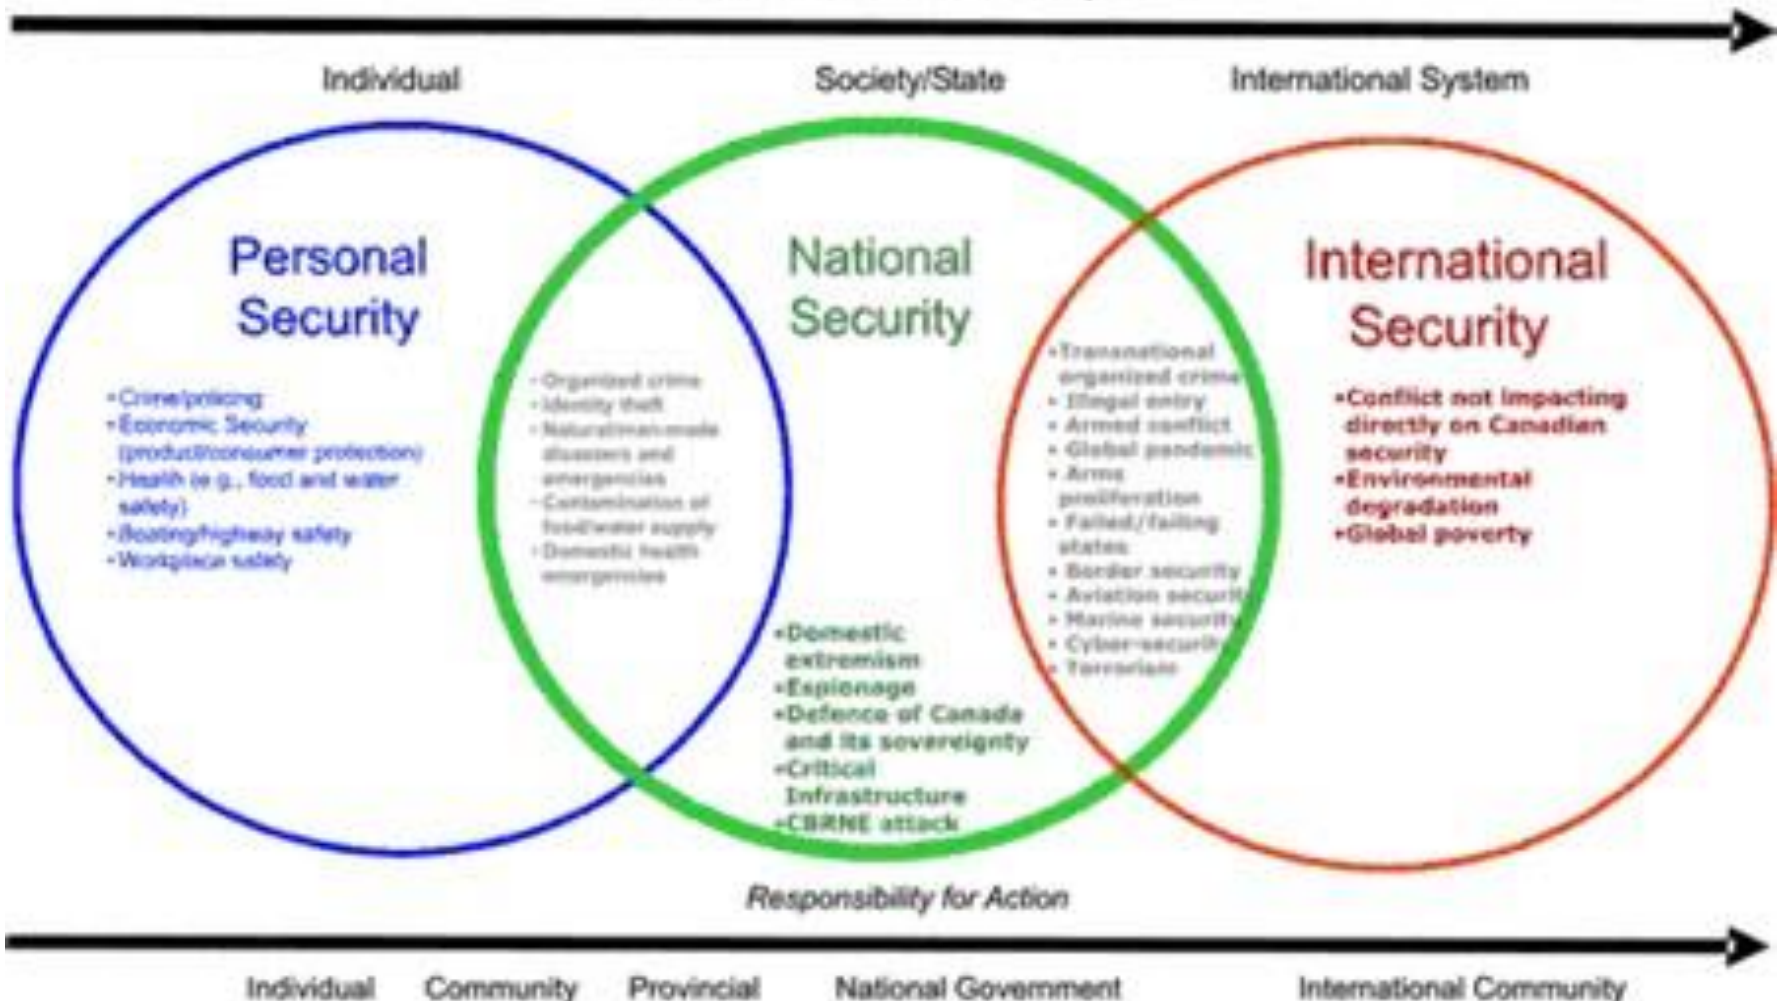 Individual
Society/State
International System
Personal
Security
•Crime/policing
•Economic Security
(product/consumer protection)
•Health (e.g., food and water
safety)
•Boating/highway safety
•Workplace safety
•Organized crime
•Identity theft
•Natural/man-made
disasters and
emergencies
•Contamination of
food/water supply
•Domestic health
emergencies
National
Security
•Domestic
extremism
•Espionage
•Defence of Canada
and its sovereignty
•Critical
Infrastructure
•CBRNE attack
•Transnational
organized crime
• Illegal entry
• Armed conflict
• Global pandemic
• Arms
proliferation
• Failed/failing
states
• Border security
• Aviation security
• Marine security
• Cyber-security
• Terrorism
International
Security
•Conflict not impacting
directly on Canadian
security
•Environmental
degradation
•Global poverty
Responsibility for Action
Individual
Community
Provincial
National Government
International Community